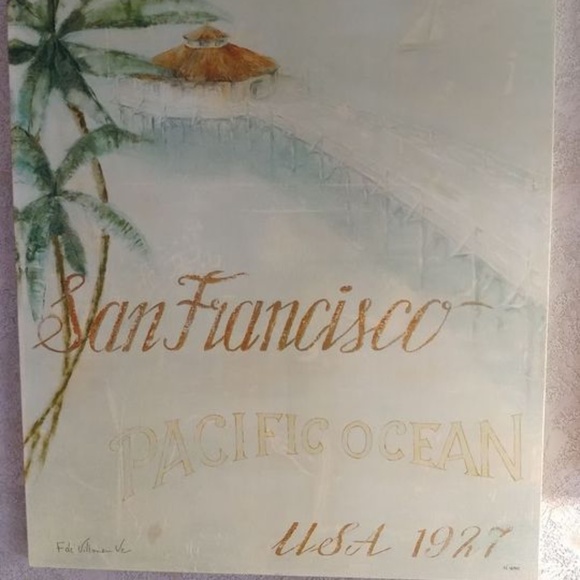 San Francisco
PACIFIC OCEAN
USA 1927